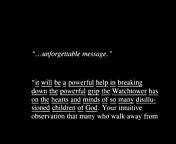 "…unforgettable message."
"it will be a powerful help in breaking
down the powerful grip the Watchtower has
on the hearts and minds of so many disillu-
sioned children of God. Your intuitive
observation that many who walk away from